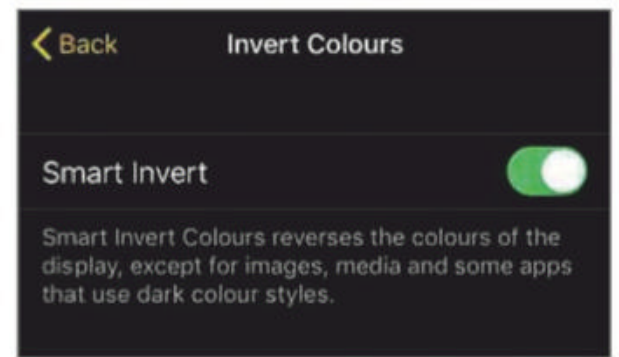 Back Invert Colours
Smart Invert
Smart Invert Colours reverses the colours of the
display, except for images, media and some apps
that use dark colour styles.